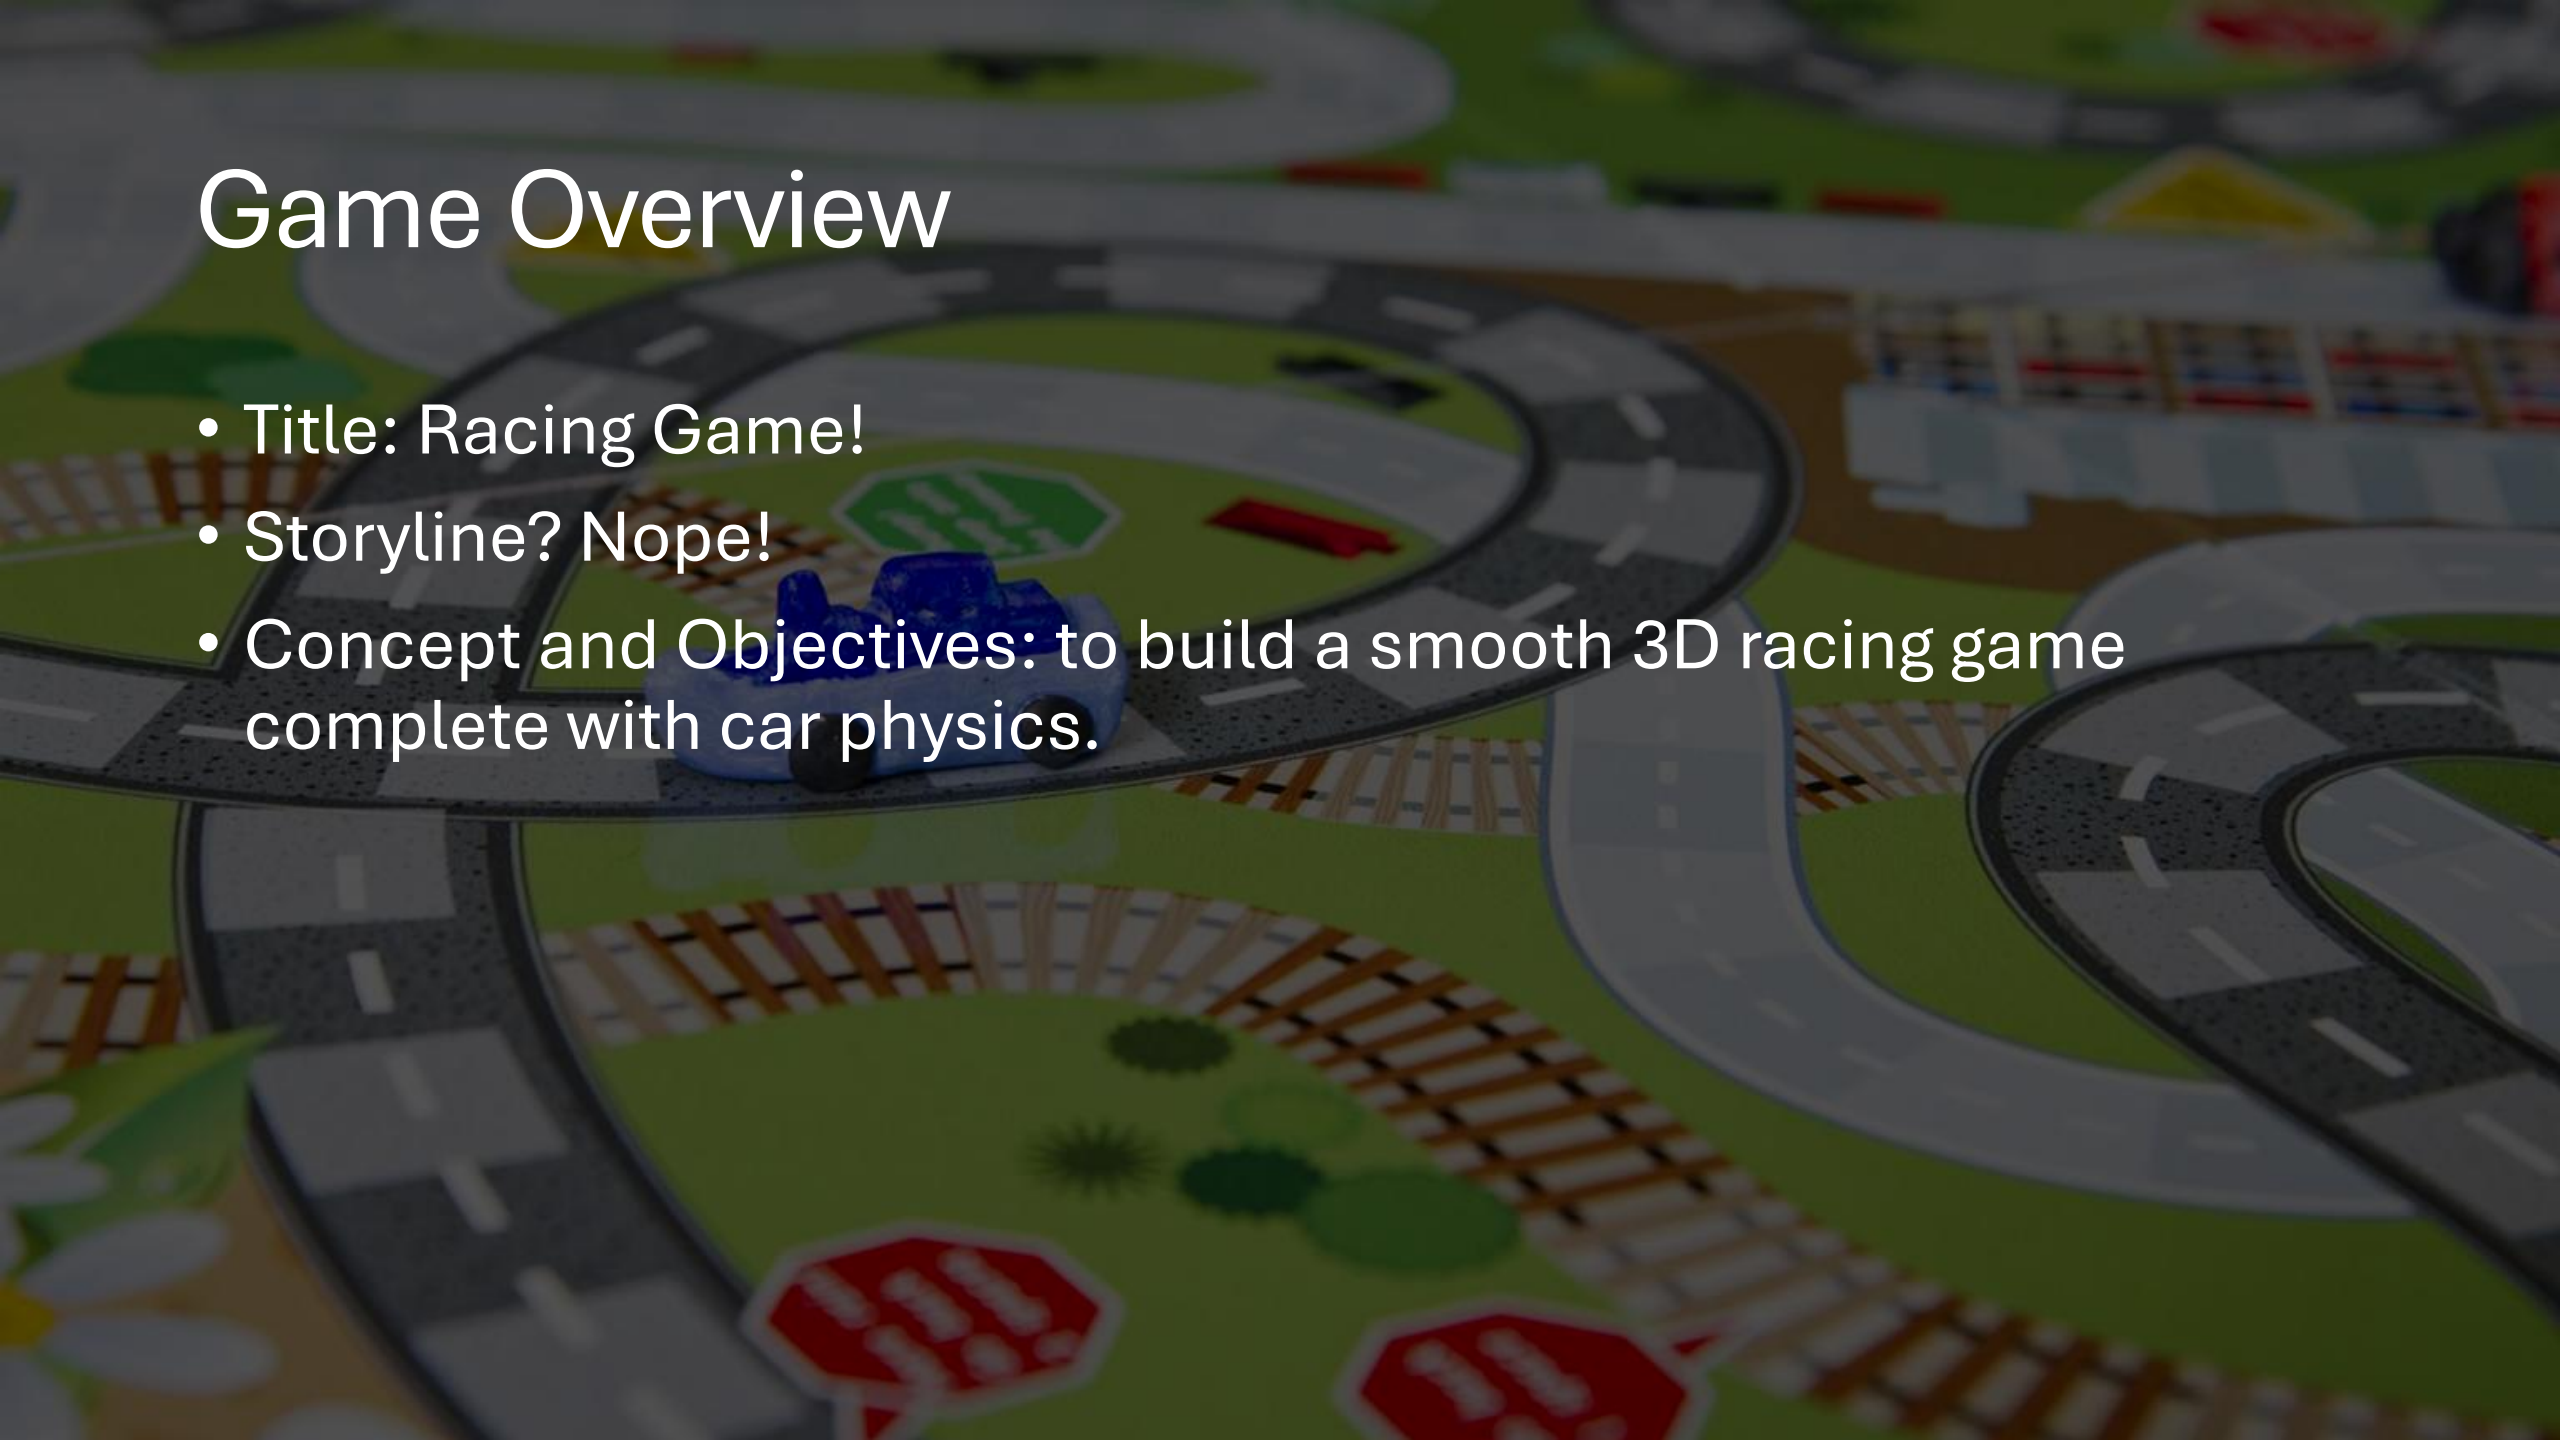 Game Overview
• Title: Racing Game!
• Storyline? Nope!
• Concept and Objectives: to build a smooth 3D racing game
complete with car physics.